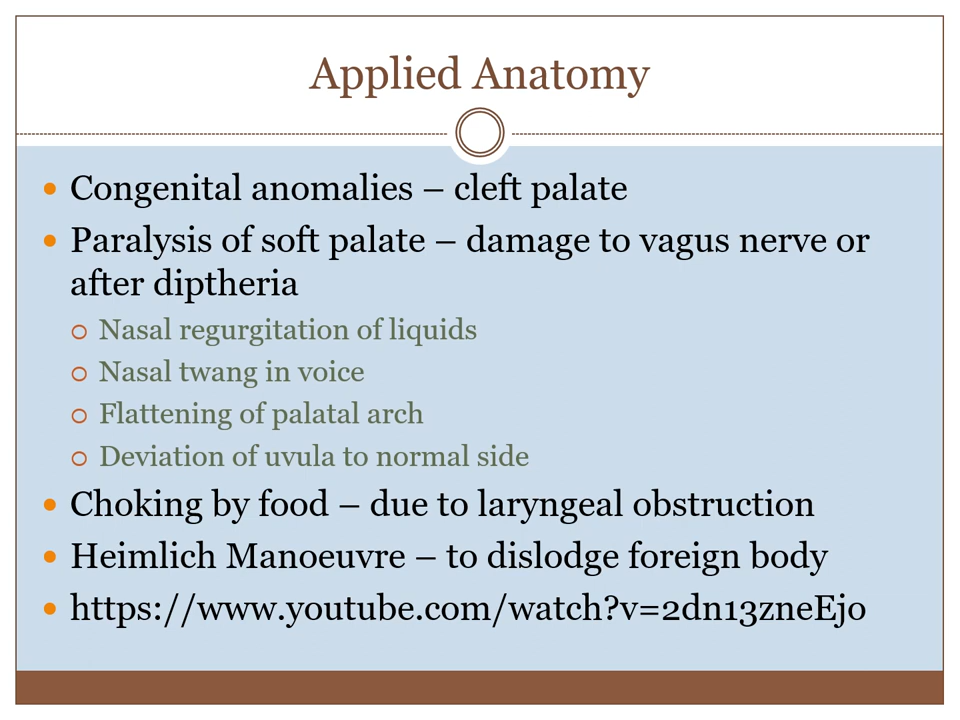 Applied Anatomy
Congenital anomalies – cleft palate
Paralysis of soft palate – damage to vagus nerve or
after diptheria
Nasal regurgitation of liquids
Nasal twang in voice
Flattening of palatal arch
Deviation of uvula to normal side
Choking by food – due to laryngeal obstruction
Heimlich Manoeuvre – to dislodge foreign body
https://www.youtube.com/watch?v=2dn13zneEjo